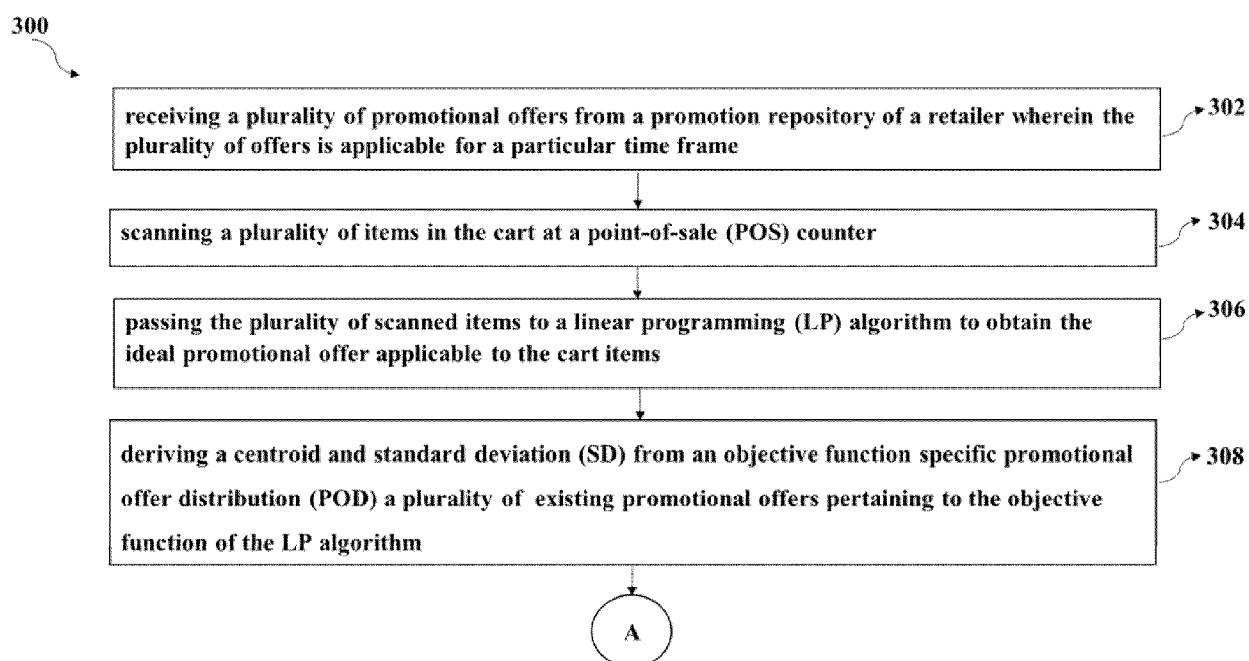 300
receiving a plurality of promotional offers from a promotion repository of a retailer wherein the
plurality of offers is applicable for a particular time frame
302
scanning a plurality of items in the cart at a point-of-sale (POS) counter
304
passing the plurality of scanned items to a linear programming (LP) algorithm to obtain the
ideal promotional offer applicable to the cart items
306
deriving a centroid and standard deviation (SD) from an objective function specific promotional
offer distribution (POD) a plurality of existing promotional offers pertaining to the objective
function of the LP algorithm
308
A